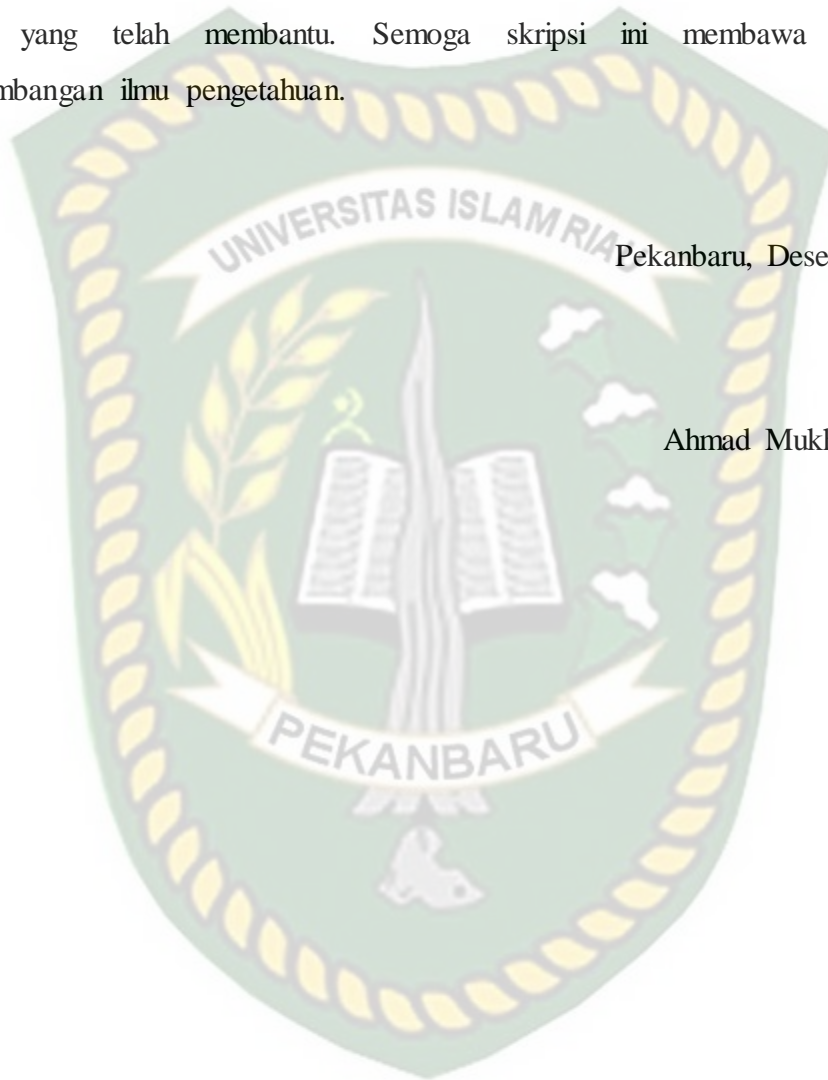 yang telah membantu. Semoga skripsi ini membawa
mbangan ilmu pengetahuan.
UNIVERSITAS ISLAM RIAU
Pekanbaru, Dese
Ahmad Mukl
PEKANBARU